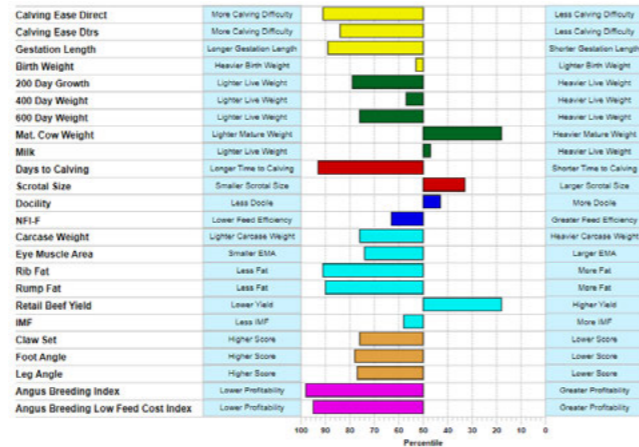 Calving Ease Direct More Calving Difficulty Less Calving Difficulty
Calving Ease Dtrs More Calving Difficulty Less Calving Difficulty
Gestation Length Longer Gestation Length Shorter Gestation Length
Birth Weight Heavier Birth Weight Lighter Birth Weight
200 Day Growth Lighter Live Weight Heavier Live Weight
400 Day Weight Lighter Live Weight Heavier Live Weight
600 Day Weight Lighter Live Weight Heavier Live Weight
Mat. Cow Weight Lighter Mature Weight Heavier Mature Weight
Milk Lighter Live Weight Heavier Live Weight
Days to Calving Longer Time to Calving Shorter Time to Calving
Scrotal Size Smaller Scrotal Size Larger Scrotal Size
Docility Less Docile More Docile
NFI-F Lower Feed Efficiency Greater Feed Efficiency
Carcase Weight Lighter Carcase Weight Heavier Carcase Weight
Eye Muscle Area Smaller EMA Larger EMA
Rib Fat Less Fat More Fat
Rump Fat Less Fat More Fat
Retail Beef Yield Lower Yield Higher Yield
IMF Less IMF More IMF
Claw Set Higher Score Lower Score
Foot Angle Higher Score Lower Score
Leg Angle Higher Score Lower Score
Angus Breeding Index Lower Profitability Greater Profitability
Angus Breeding Low Feed Cost Index Lower Profitability Greater Profitability
100 90 80 70 60 50 40 30 20 10 0
Percentile